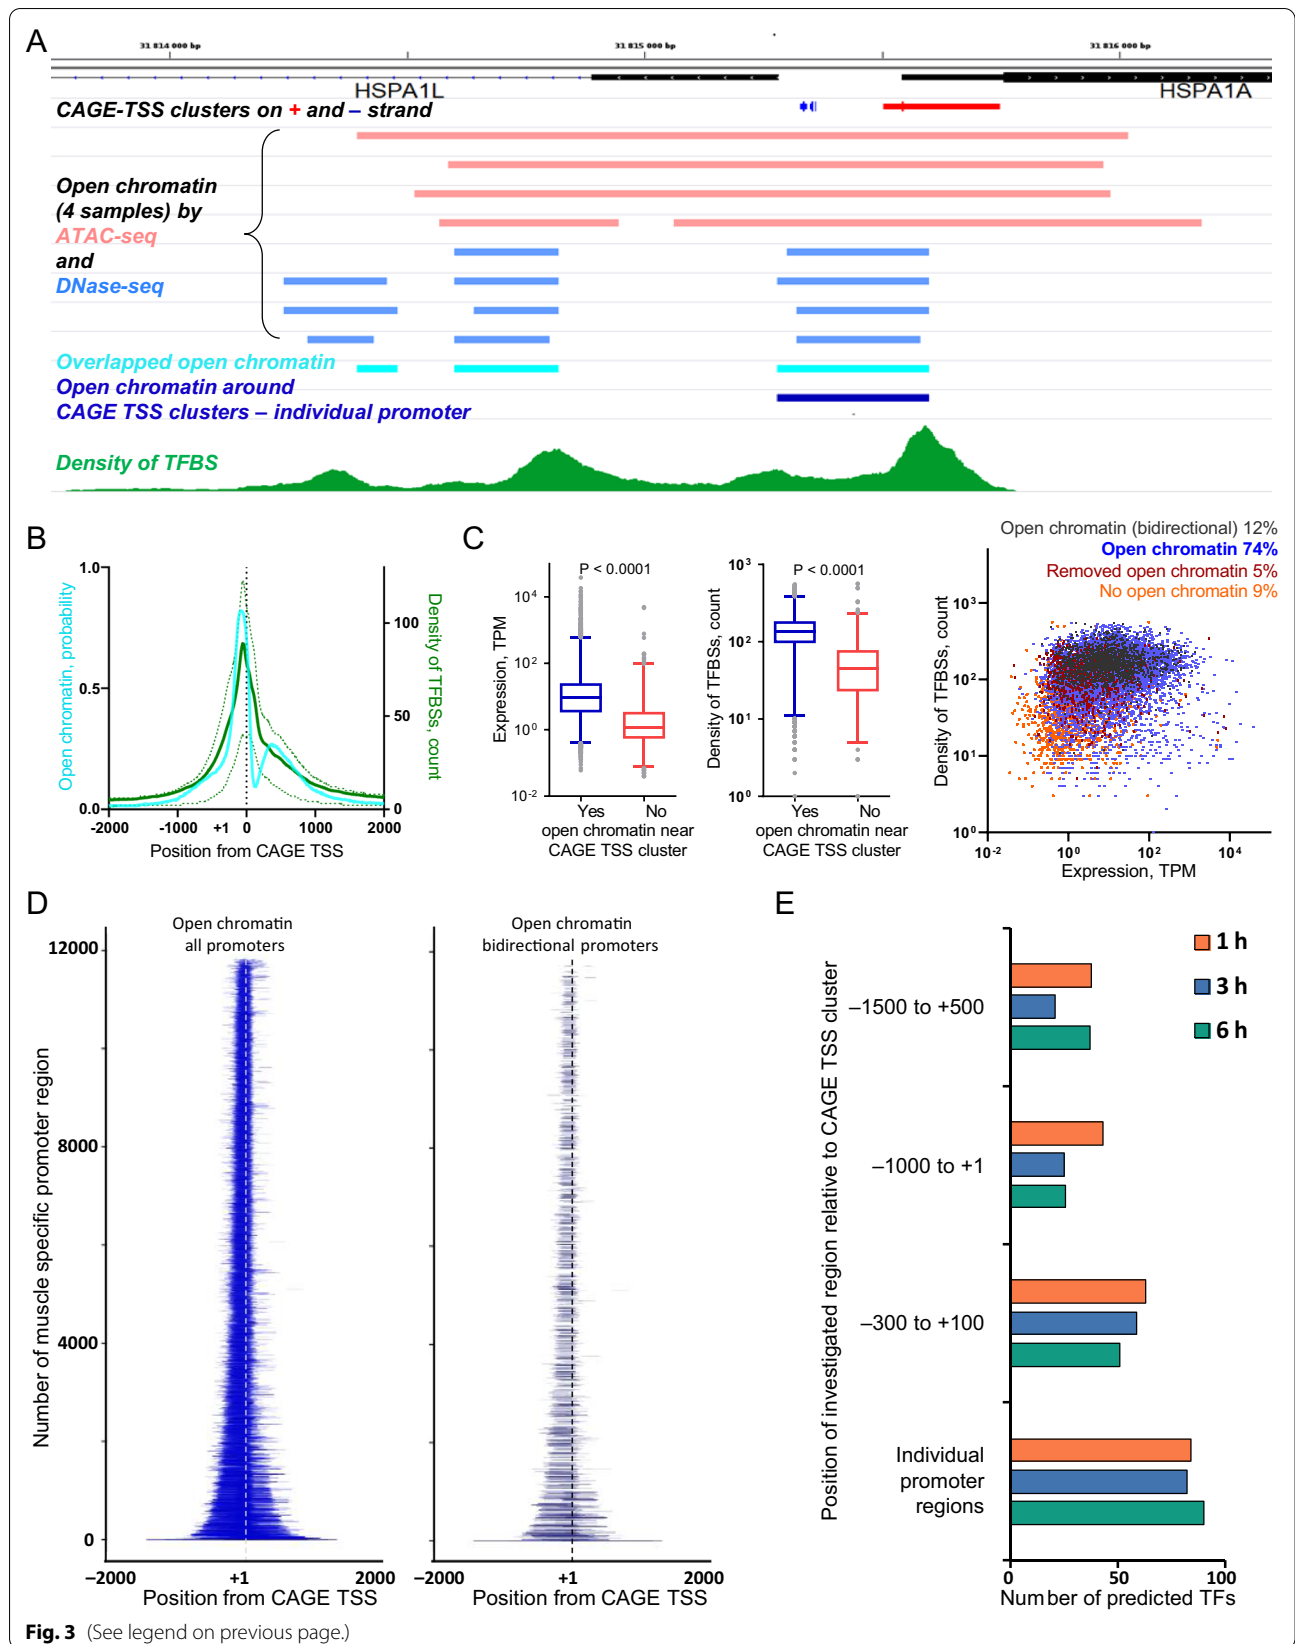 A
31 814 000 bp
31 815 000 bp
31 816 000 bp
HSPA1L
HSPA1A
CAGE-TSS clusters on + and – strand
Open chromatin
(4 samples) by
ATAC-seq
and
DNase-seq
Overlapped open chromatin
Open chromatin around
CAGE TSS clusters – individual promoter
Density of TFBS
B
1.0
0.5
0.0
Open chromatin, probability
100
50
0
Density of TFBSs, count
-2000
-1000
+1
0
1000
2000
Position from CAGE TSS
C
P < 0.0001
Expression, TPM
10⁴
10²
10⁰
10⁻²
Yes
No
open chromatin near
CAGE TSS cluster
P < 0.0001
Density of TFBSs, count
10³
10²
10¹
10⁰
Yes
No
open chromatin near
CAGE TSS cluster
Open chromatin (bidirectional) 12%
Open chromatin 74%
Removed open chromatin 5%
No open chromatin 9%
Density of TFBSs, count
10³
10²
10¹
10⁰
10⁻²
10⁰
10²
10⁴
Expression, TPM
D
Open chromatin
all promoters
Open chromatin
bidirectional promoters
Number of muscle specific promoter region
12000
8000
4000
0
–2000
+1
2000
Position from CAGE TSS
–2000
+1
2000
Position from CAGE TSS
E
Position of investigated region relative to CAGE TSS cluster
1 h
3 h
6 h
–1500 to +500
–1000 to +1
–300 to +100
Individual
promoter
regions
0
50
100
Number of predicted TFs
Fig. 3 (See legend on previous page.)